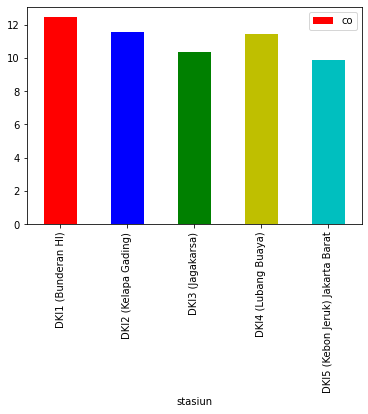 co
12
10
8
6
4
2
0
DKI1 (Bunderan HI)
DKI2 (Kelapa Gading)
DKI3 (Jagakarsa)
DKI4 (Lubang Buaya)
DKI5 (Kebon Jeruk) Jakarta Barat
stasiun